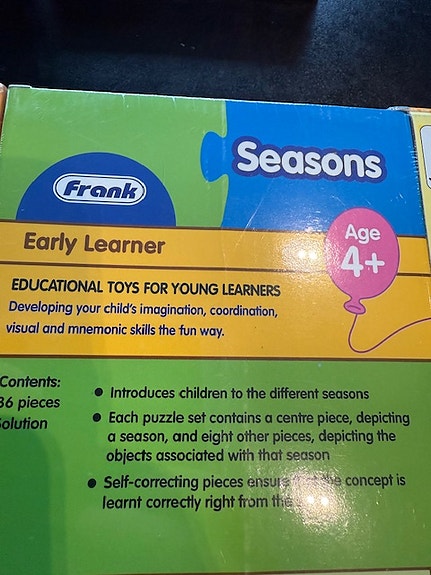 Frank
Seasons
Early Learner
Age
4+
EDUCATIONAL TOYS FOR YOUNG LEARNERS
Developing your child's imagination, coordination,
visual and mnemonic skills the fun way.
Contents:
36 pieces
Solution
• Introduces children to the different seasons
• Each puzzle set contains a centre piece, depicting
a season, and eight other pieces, depicting the
objects associated with that season
• Self-correcting pieces ensure the concept is
learnt correctly right from the